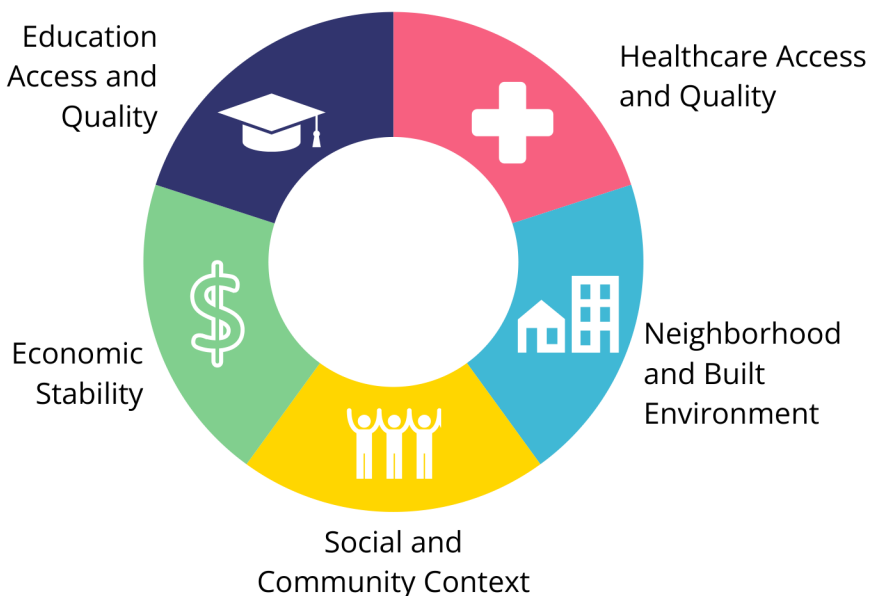 Education
Access and
Quality
Healthcare Access
and Quality
Economic
Stability
Neighborhood
and Built
Environment
Social and
Community Context